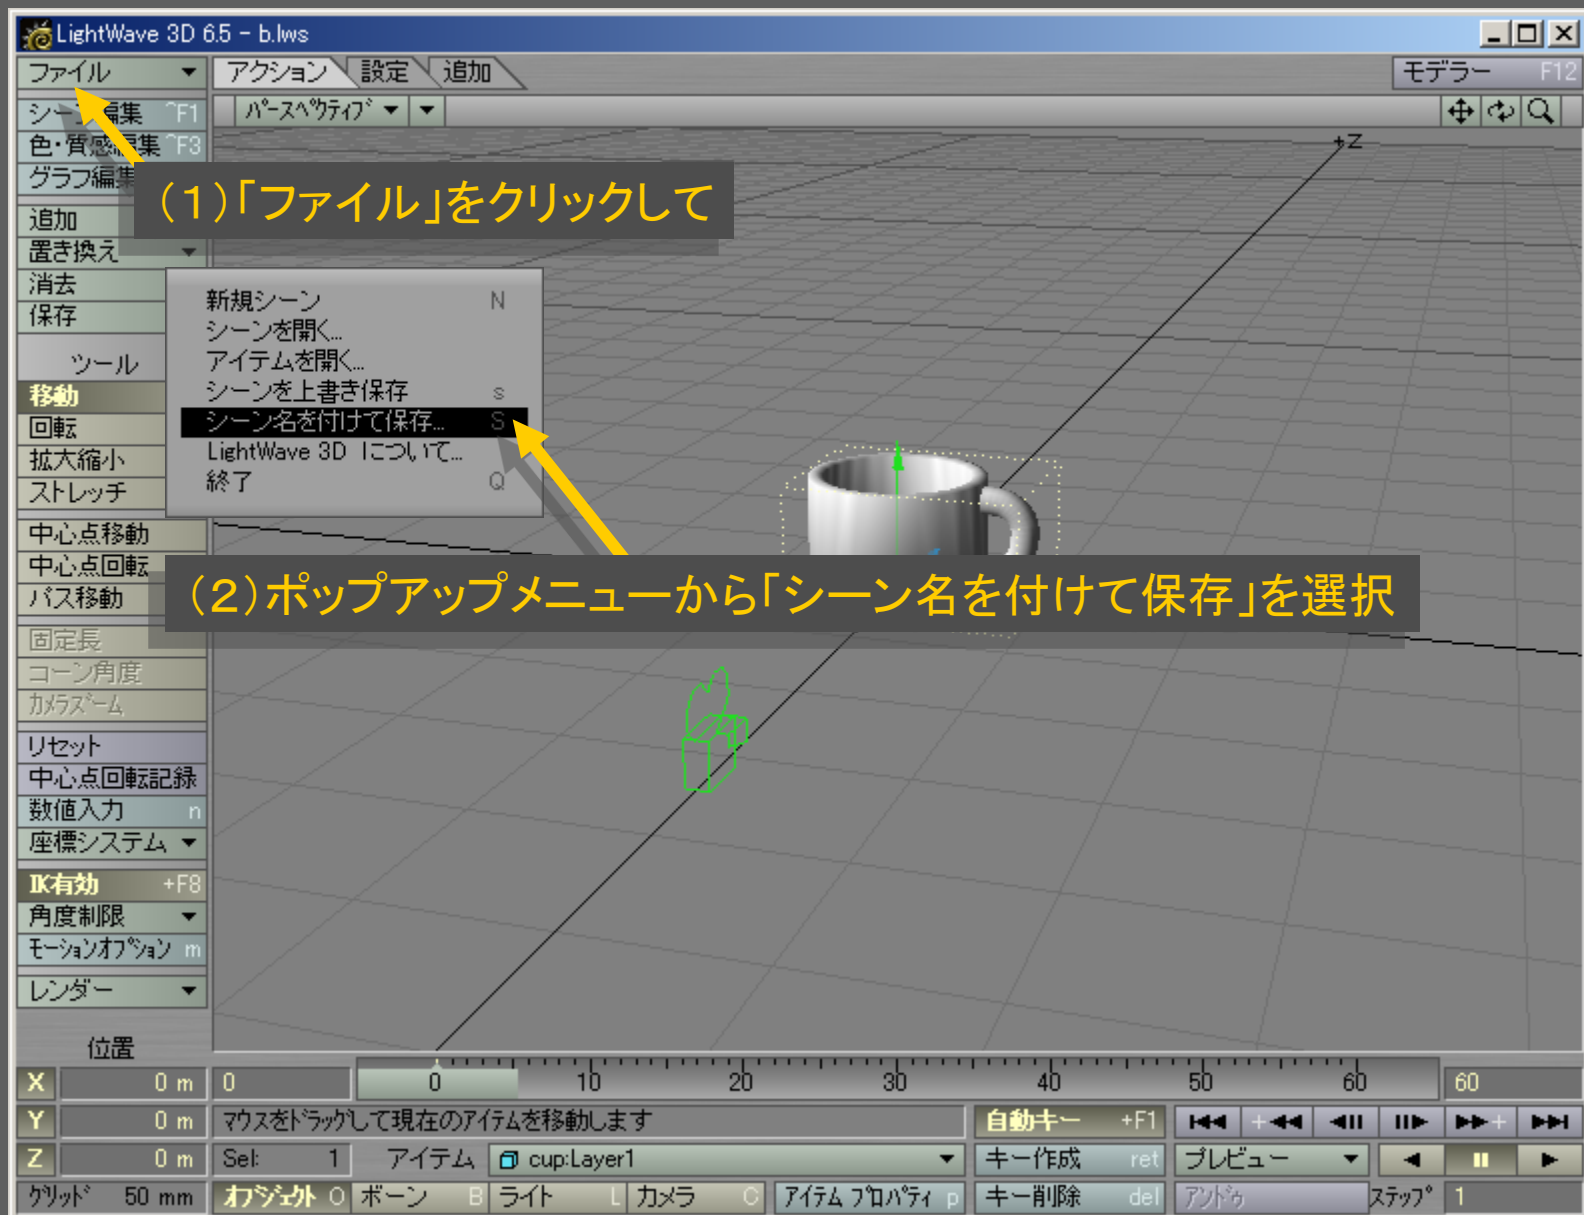 LightWave 3D 6.5 - b.lws
ファイル
アクション 設定 追加
モデラー F12
パースペクティブ
シーン編集 ^F1
色・質感編集 ^F3
グラフ編集
+Z
(1)「ファイル」をクリックして
追加
置き換え
消去
保存
新規シーン N
シーンを開く...
アイテムを開く...
シーンを上書き保存 s
シーン名を付けて保存... S
LightWave 3D について...
終了 Q
ツール
移動
回転
拡大縮小
ストレッチ
中心点移動
中心点回転
パス移動
(2)ポップアップメニューから「シーン名を付けて保存」を選択
固定長
コーン角度
カメラズーム
リセット
中心点回転記録
数値入力 n
座標システム
IK有効 +F8
角度制限
モーションオプション m
レンダー
位置
X 0 m 0 0 10 20 30 40 50 60 60
Y 0 m マウスをドラッグして現在のアイテムを移動します 自動キー +F1
Z 0 m Sel: 1 アイテム cup:Layer1 キー作成 ret プレビュー
グリッド 50 mm オブジェクト O ボーン B ライト L カメラ C アイテム プロパティ p キー削除 del アンドゥ ステップ 1